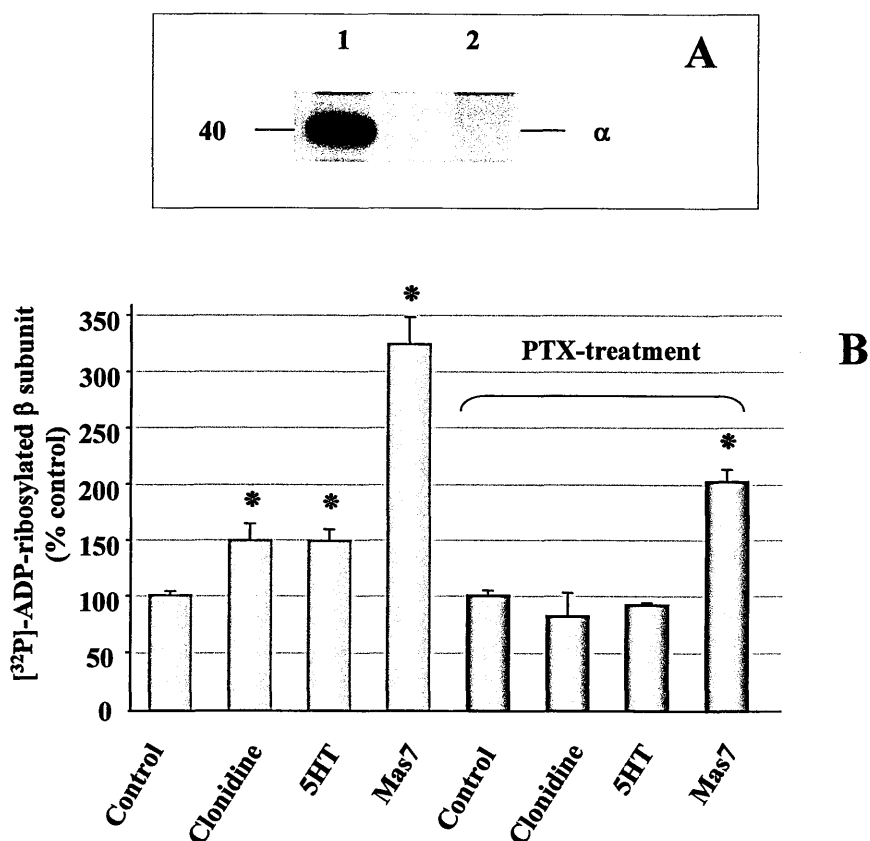 1 2 A
40 α
[³²P]-ADP-ribosylated β subunit
(% control)
B
PTX-treatment
350
300
250
200
150
100
50
0
* * * *
Control Clonidine 5HT Mas7 Control Clonidine 5HT Mas7